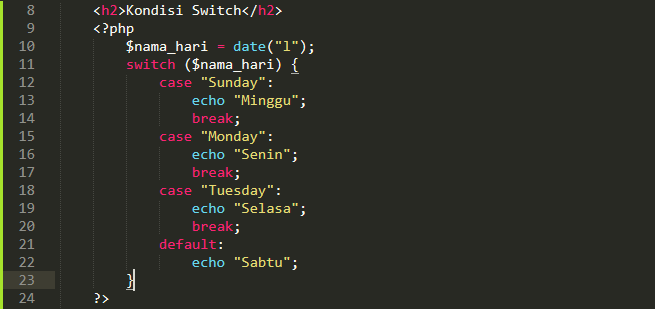 8 <h2>Kondisi Switch</h2>
9 <?php
10 $nama_hari = date("l");
11 switch ($nama_hari) {
12 case "Sunday":
13 echo "Minggu";
14 break;
15 case "Monday":
16 echo "Senin";
17 break;
18 case "Tuesday":
19 echo "Selasa";
20 break;
21 default:
22 echo "Sabtu";
23 }
24 ?>